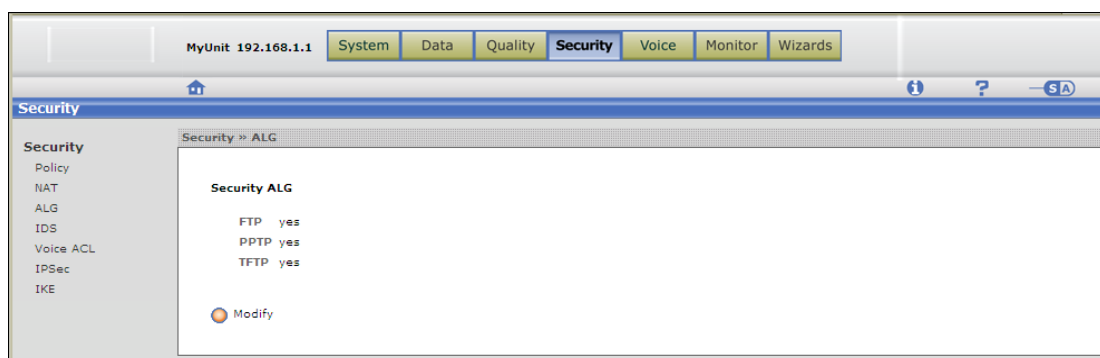 MyUnit 192.168.1.1 System Data Quality Security Voice Monitor Wizards
i ? S A
Security
Security
Policy
NAT
ALG
IDS
Voice ACL
IPSec
IKE
Security » ALG
Security ALG
FTP yes
PPTP yes
TFTP yes
Modify